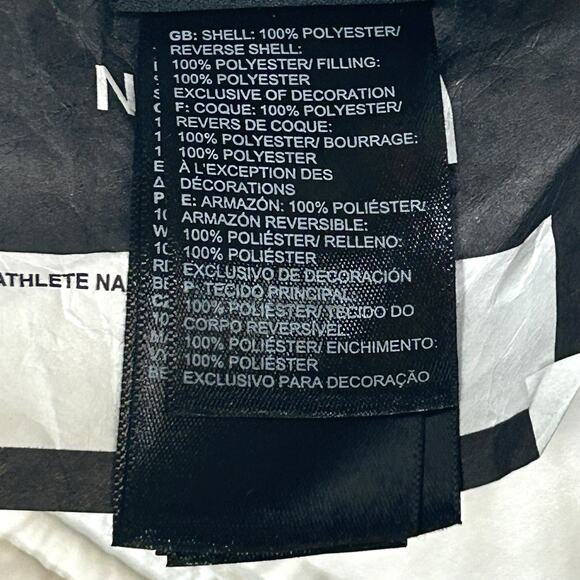 GB: SHELL: 100% POLYESTER/
REVERSE SHELL:
100% POLYESTER/ FILLING:
100% POLYESTER
EXCLUSIVE OF DECORATION
F: COQUE: 100% POLYESTER/
REVERS DE COQUE:
100% POLYESTER/ BOURRAGE:
100% POLYESTER
À L'EXCEPTION DES
DÉCORATIONS
E: ARMAZÓN: 100% POLIÉSTER/
ARMAZÓN REVERSIBLE:
100% POLIÉSTER/ RELLENO:
100% POLIÉSTER
EXCLUSIVO DE DECORACIÓN
P: TECIDO PRINCIPAL:
100% POLIÉSTER/ TECIDO DO
CORPO REVERSÍVEL:
100% POLIÉSTER/ ENCHIMENTO:
100% POLIÉSTER
EXCLUSIVO PARA DECORAÇÃO
ATHLETE NA